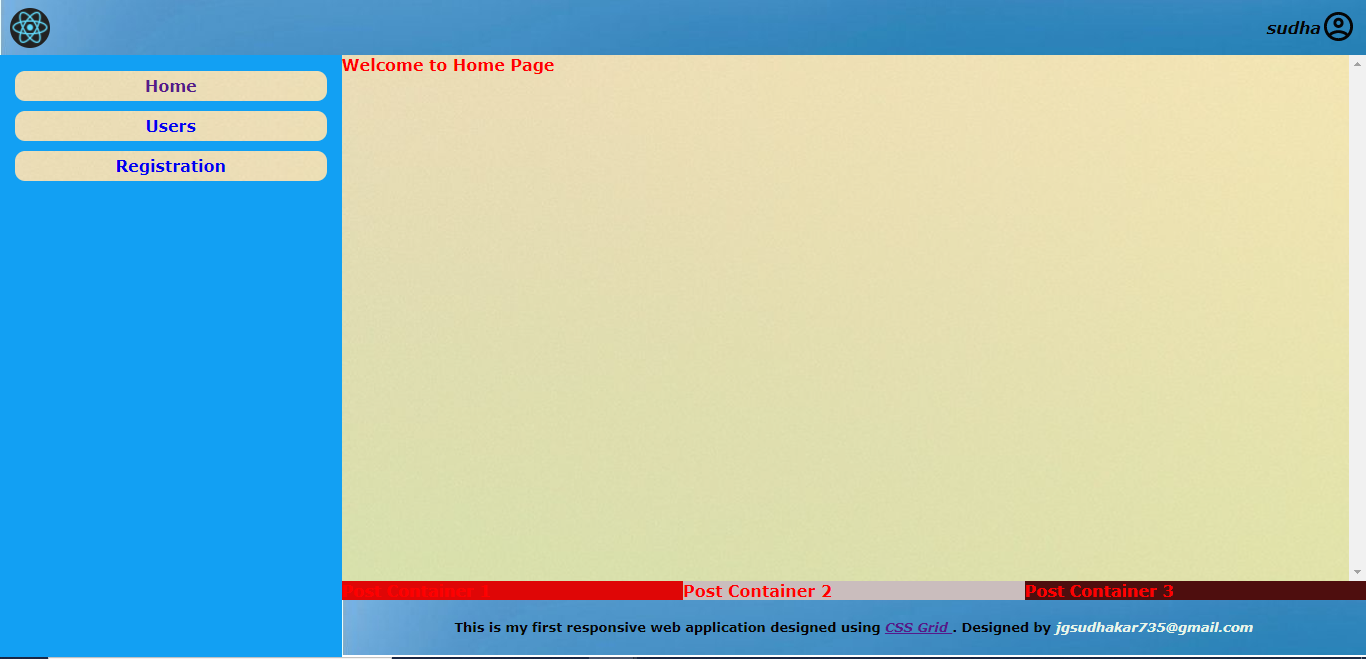 sudha
Home
Users
Registration
Welcome to Home Page
Post Container 1
Post Container 2
Post Container 3
This is my first responsive web application designed using CSS Grid . Designed by jgsudhakar735@gmail.com